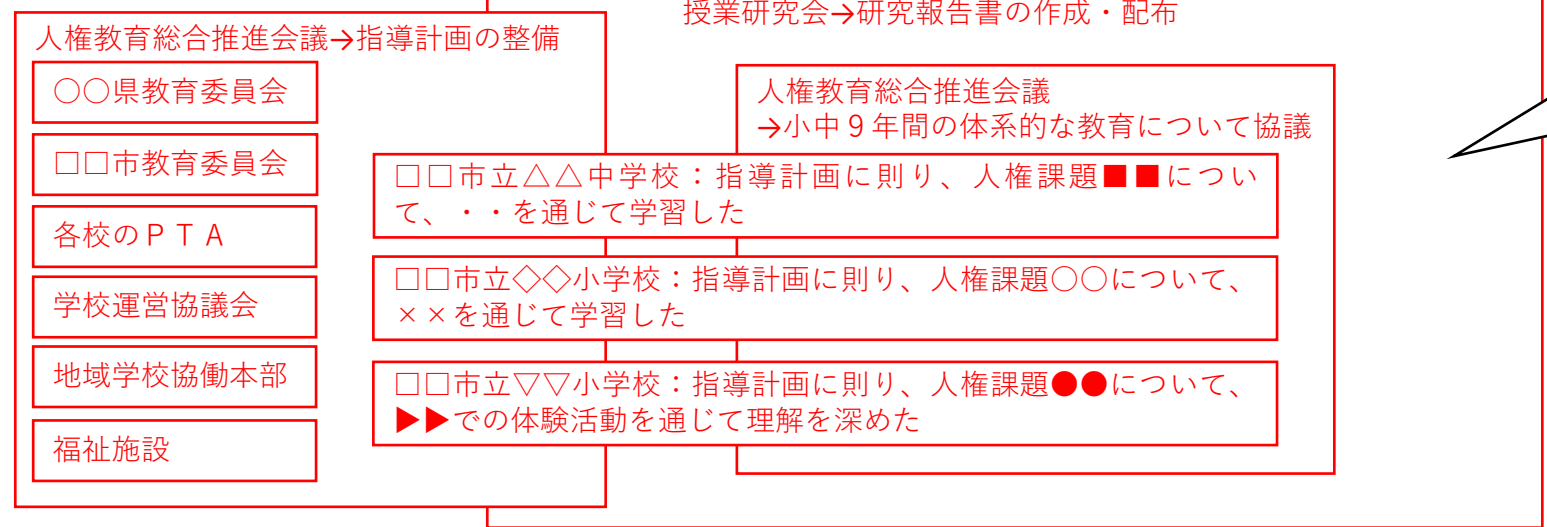 授業研究会→研究報告書の作成・配布
人権教育総合推進会議→指導計画の整備
○○県教育委員会
□□市教育委員会
各校のＰＴＡ
学校運営協議会
地域学校協働本部
福祉施設
人権教育総合推進会議
→小中９年間の体系的な教育について協議
□□市立△△中学校：指導計画に則り、人権課題■■につい
て、・・を通じて学習した
□□市立◇◇小学校：指導計画に則り、人権課題○○について、
××を通じて学習した
□□市立▽▽小学校：指導計画に則り、人権課題●●について、
▶▶での体験活動を通じて理解を深めた